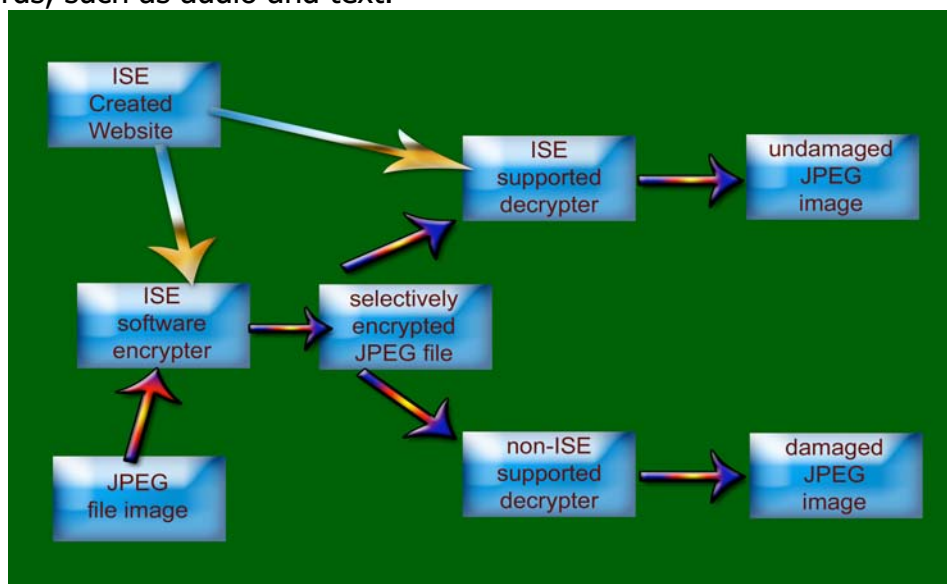 such as audio and text.
ISE
Created
Website
ISE
supported
decrypter
undamaged
JPEG
image
ISE
software
encrypter
selectively
encrypted
JPEG file
JPEG
file image
non-ISE
supported
decrypter
damaged
JPEG
image